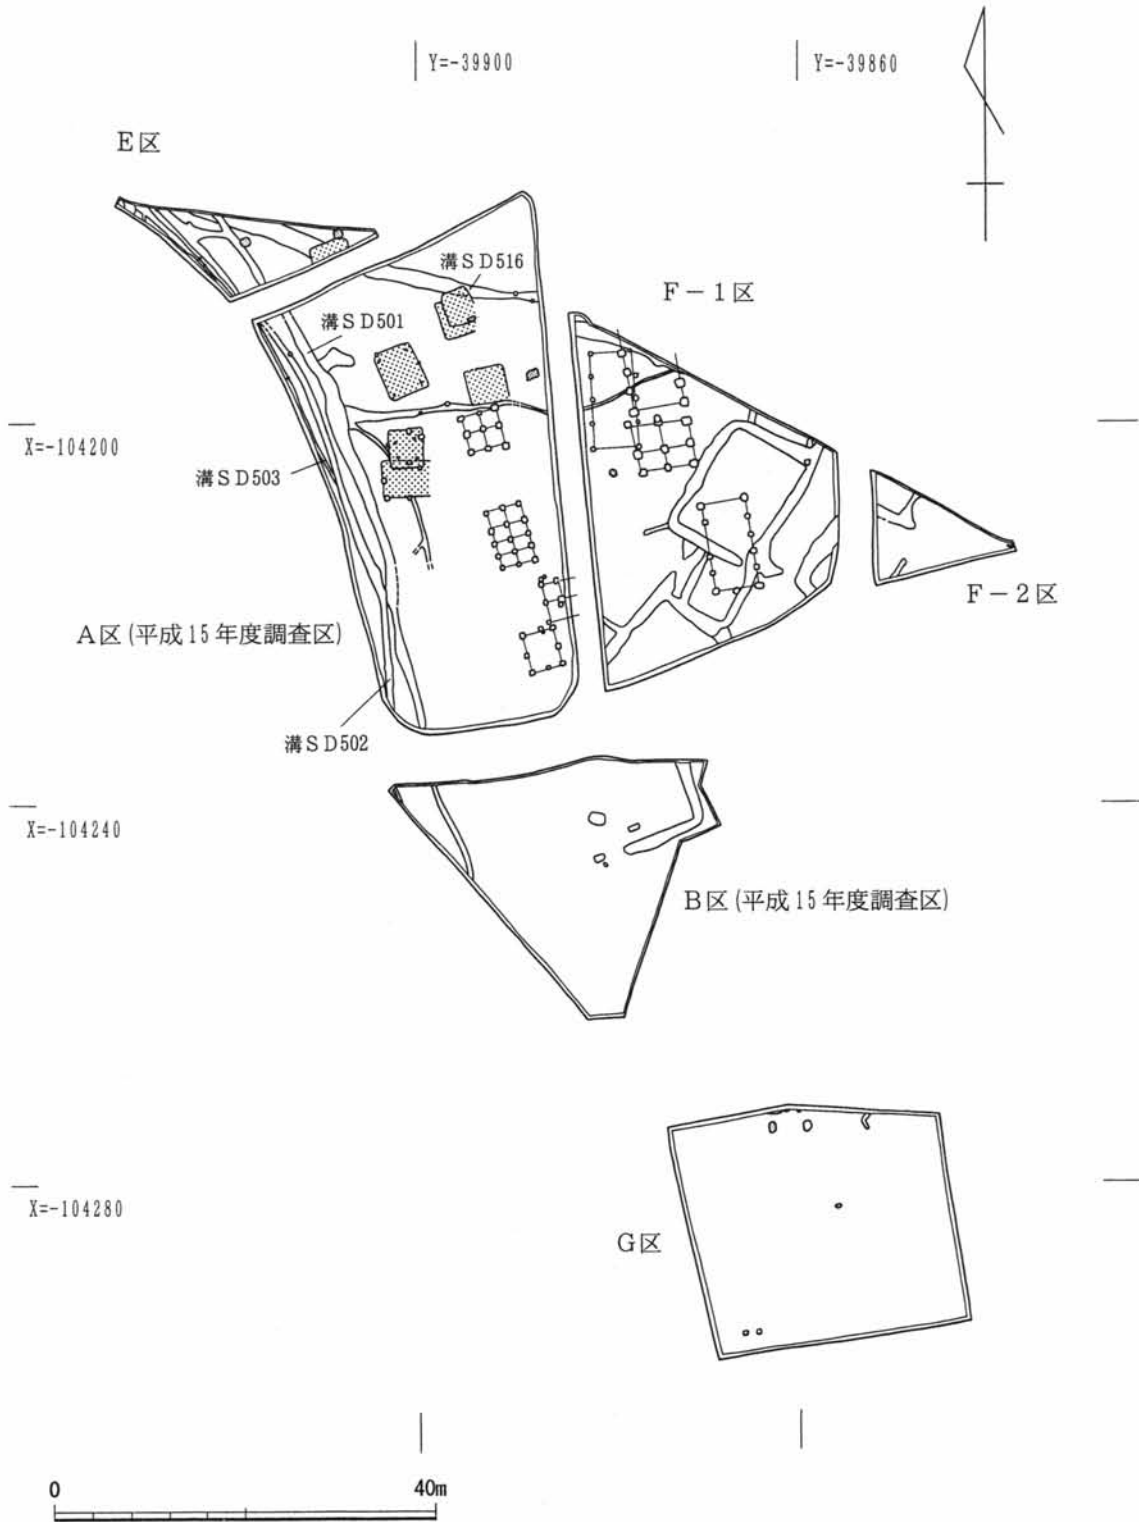 Y=-39900
Y=-39860
E区
溝SD516
F-1区
溝SD501
X=-104200
溝SD503
F-2区
A区(平成15年度調査区)
溝SD502
X=-104240
B区(平成15年度調査区)
X=-104280
G区
0
40m